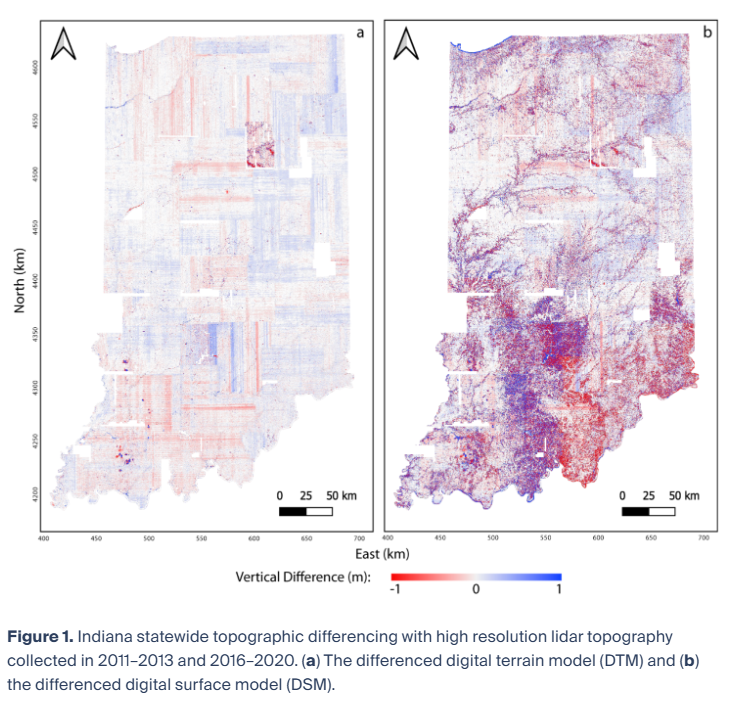 a
b
4600
4550
4500
4450
4400
4350
4300
4250
4200
North (km)
0 25 50 km
0 25 50 km
400 450 500 550 600 650 700
400 450 500 550 600 650 700
East (km)
Vertical Difference (m):
-1 0 1
Figure 1. Indiana statewide topographic differencing with high resolution lidar topography
collected in 2011–2013 and 2016–2020. (a) The differenced digital terrain model (DTM) and (b)
the differenced digital surface model (DSM).